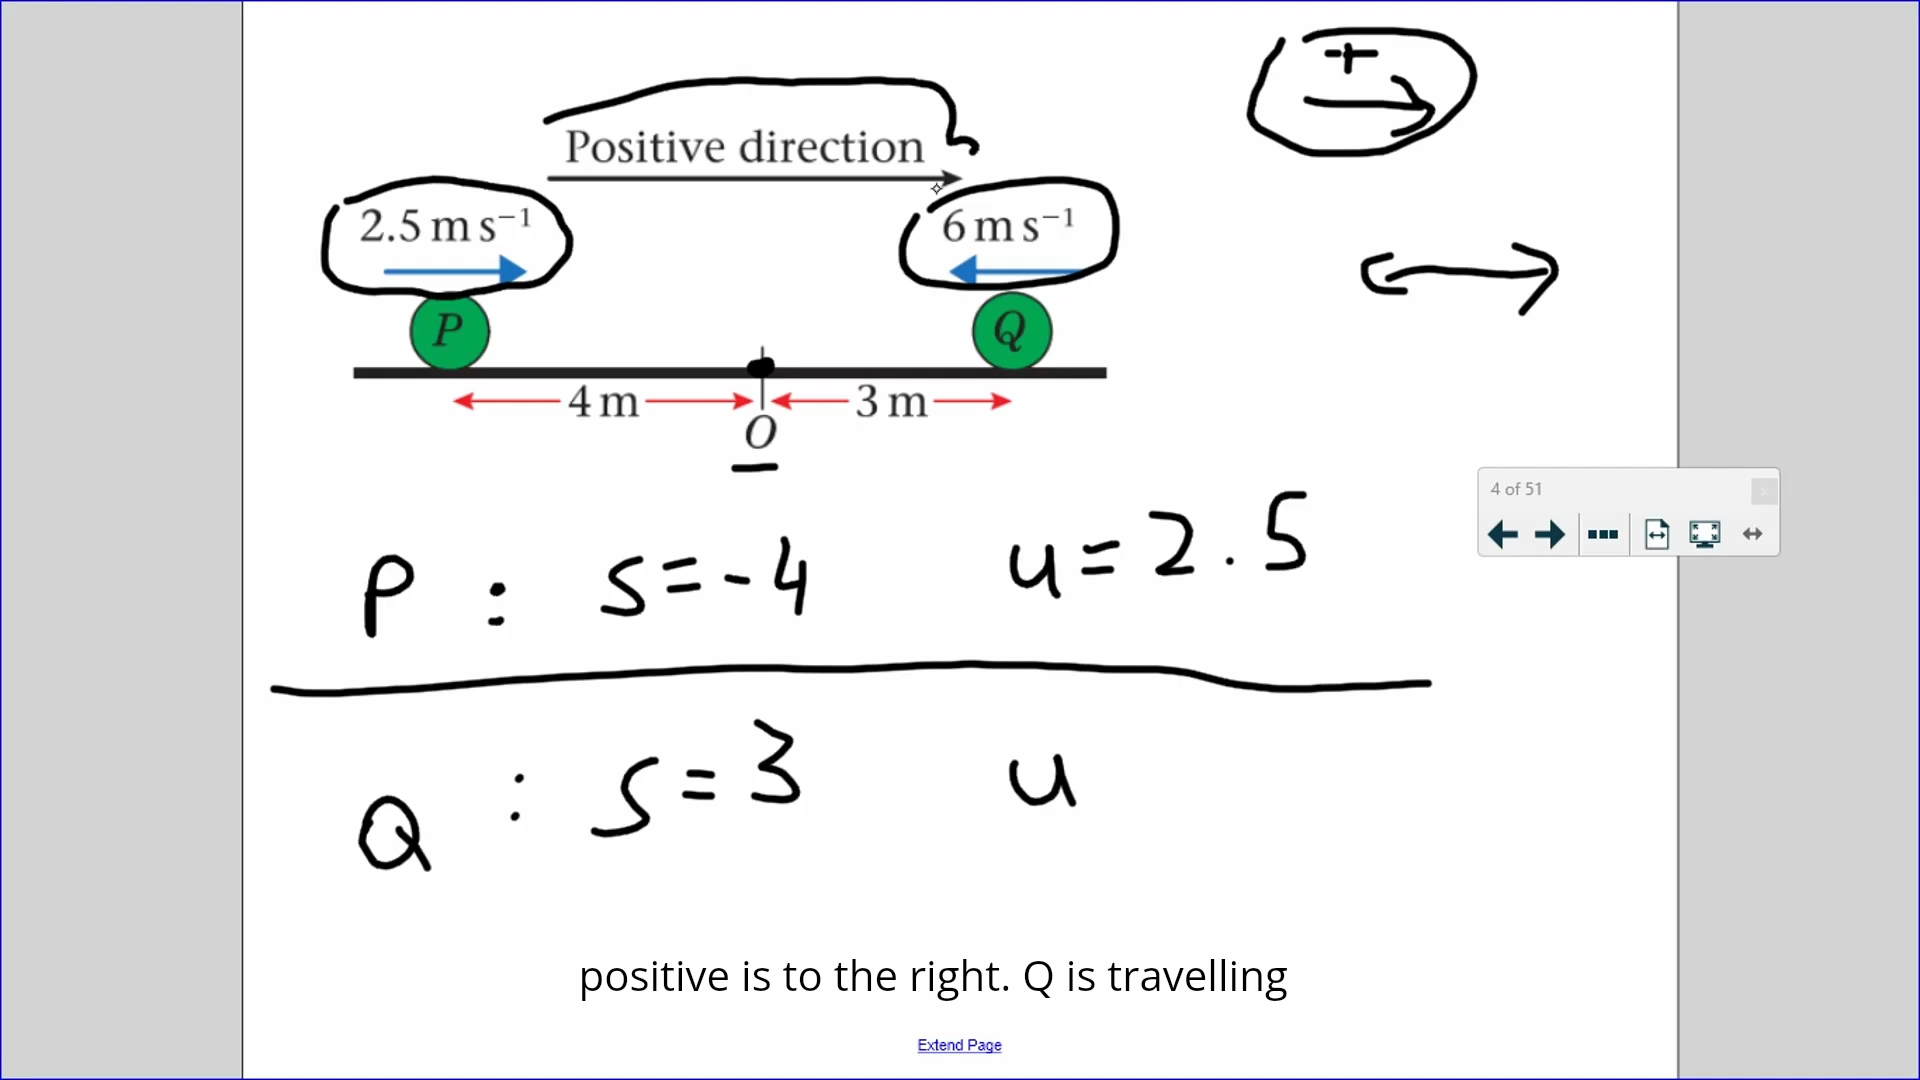 +
Positive direction
2.5 m s⁻¹
6 m s⁻¹
P
Q
4 m
3 m
O
4 of 51
P : s = -4 u = 2.5
Q : s = 3 u
positive is to the right. Q is travelling
Extend Page